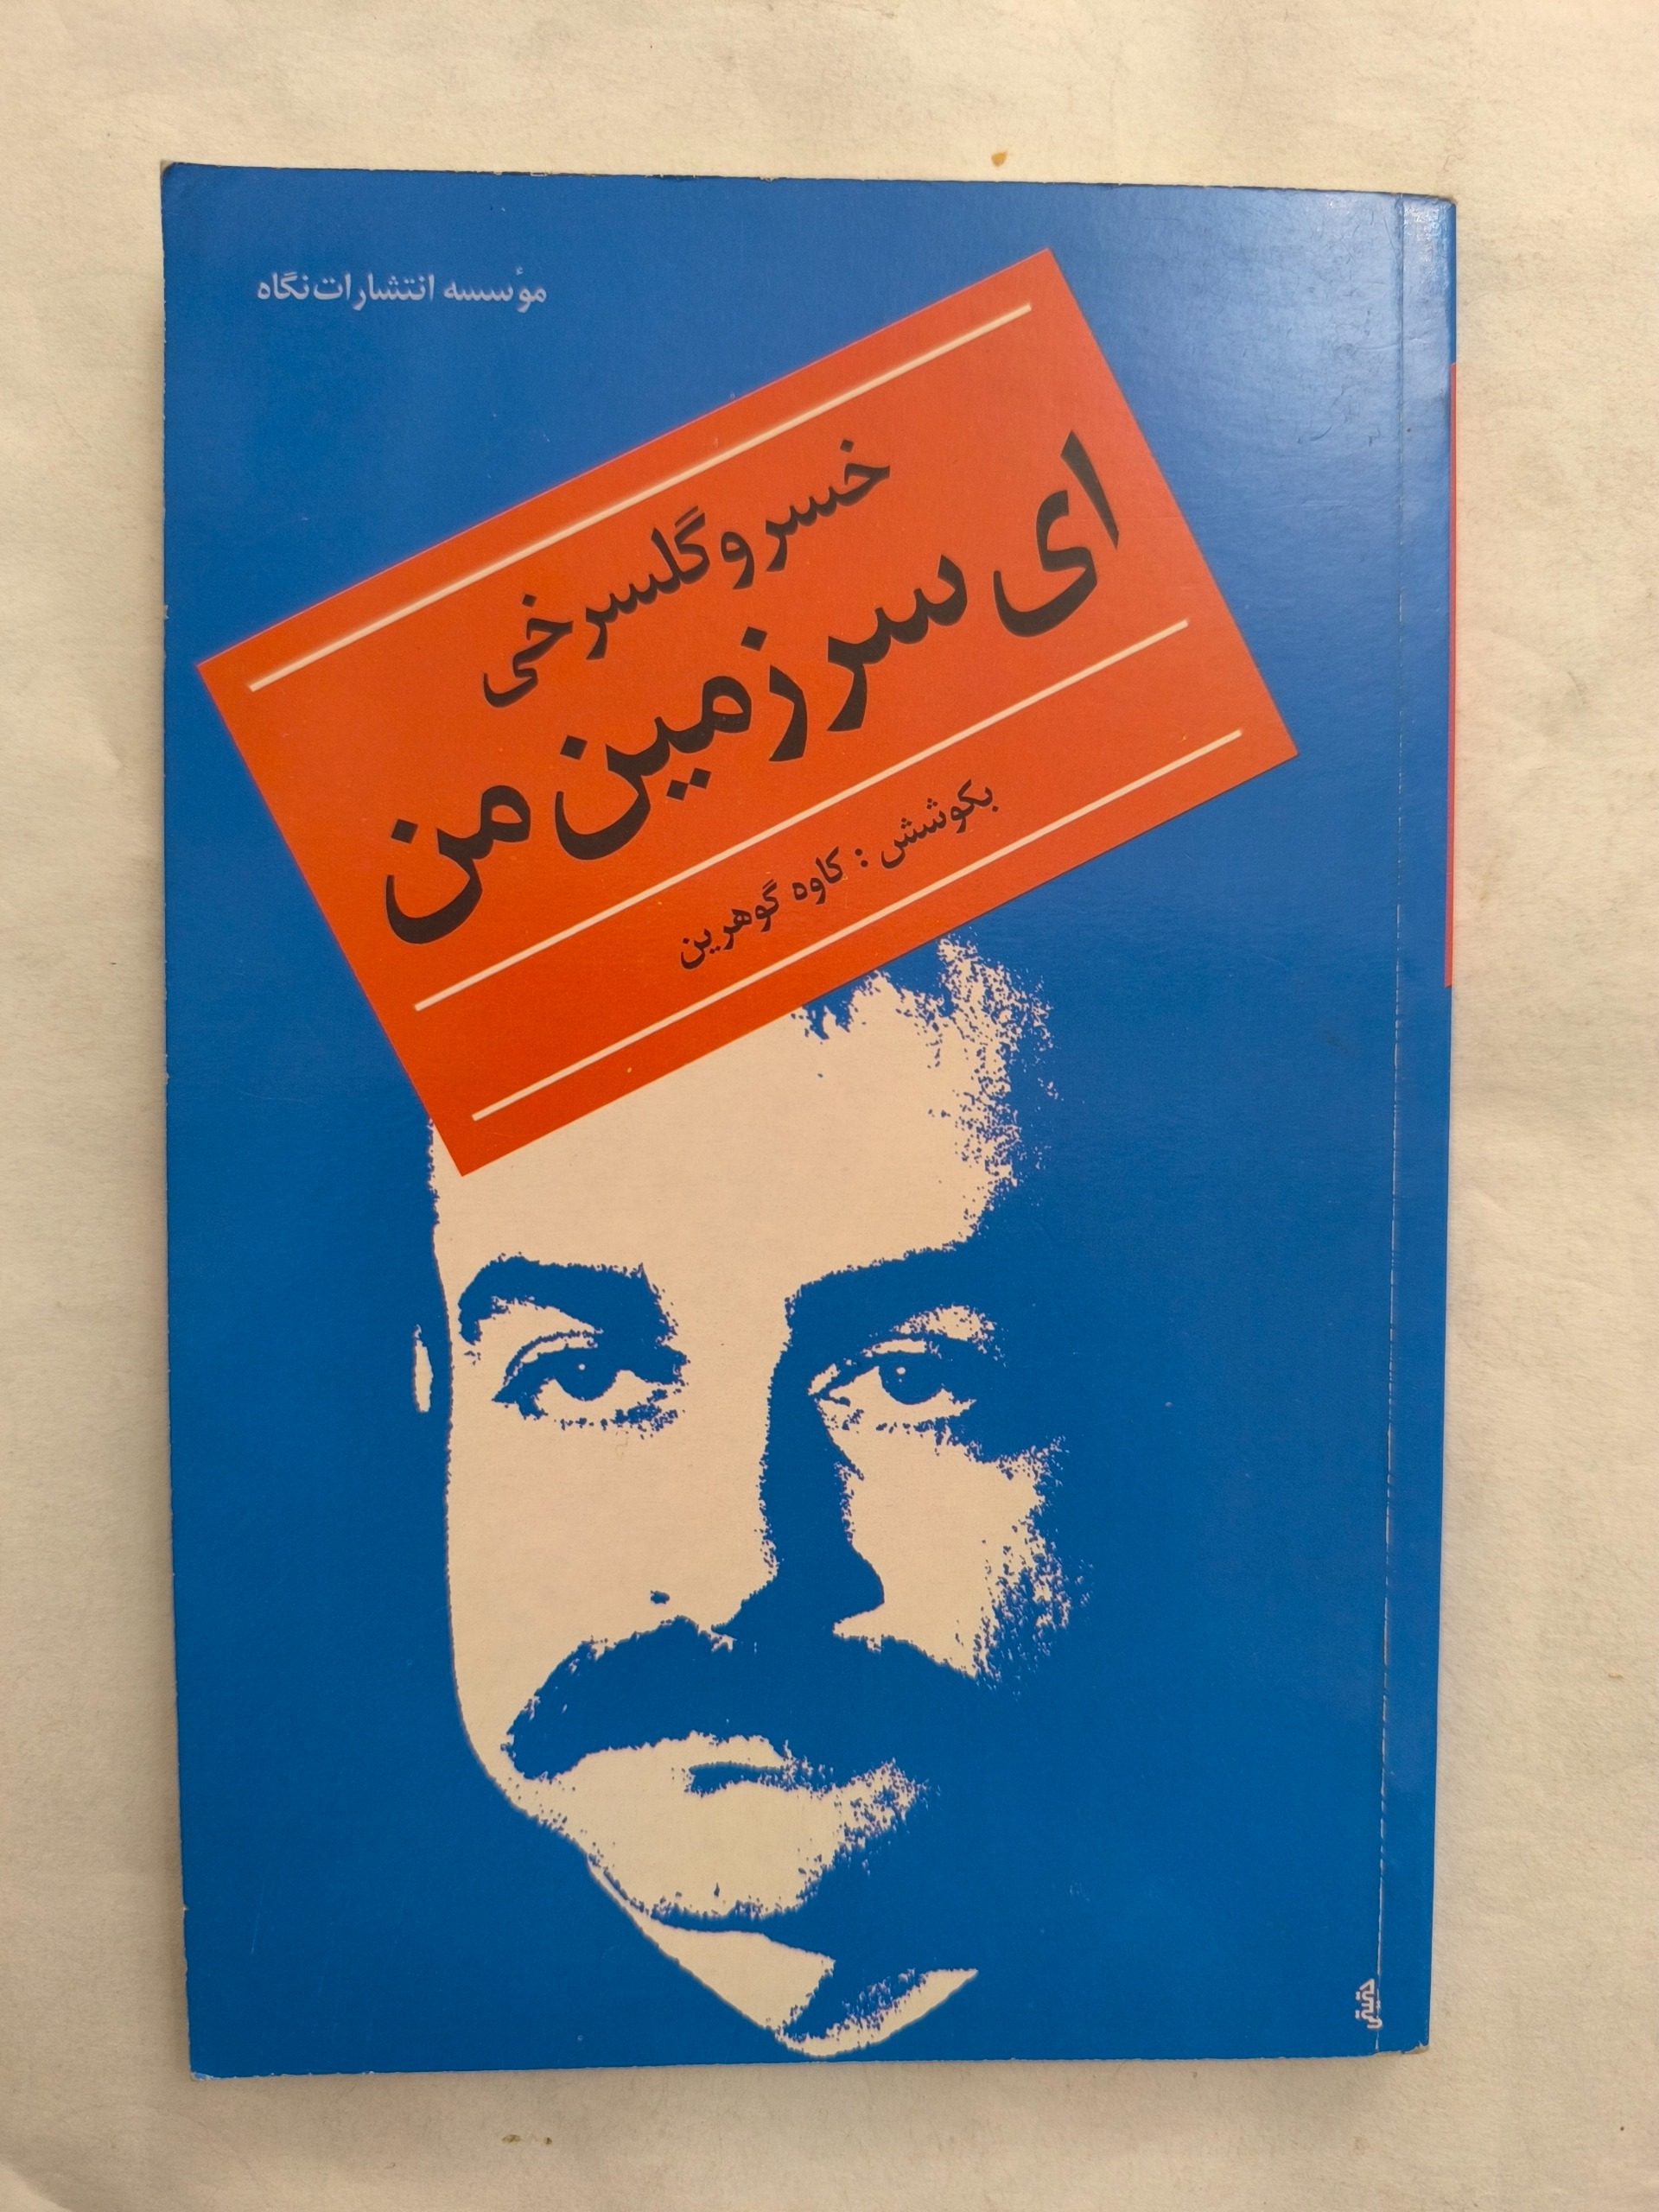 مؤسسه انتشارات نگاه
خسرو گلسرخی
ای سرزمین من
بکوشش : کاوه گوهرین